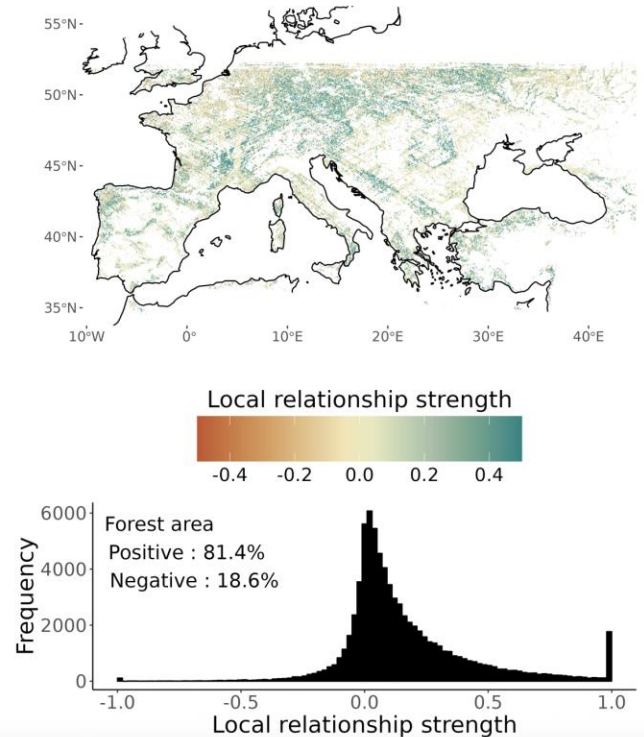 55°N
50°N
45°N
40°N
35°N
10°W 0° 10°E 20°E 30°E 40°E
Local relationship strength
-0.4 -0.2 0.0 0.2 0.4
Forest area
Positive : 81.4%
Negative : 18.6%
Frequency
6000
4000
2000
0
-1.0 -0.5 0.0 0.5 1.0
Local relationship strength